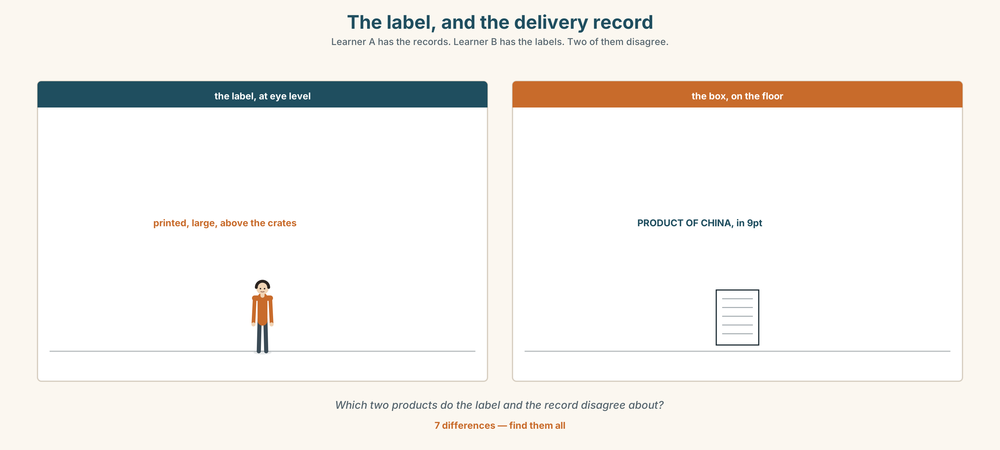 The label, and the delivery record
Learner A has the records. Learner B has the labels. Two of them disagree.
the label, at eye level
printed, large, above the crates
the box, on the floor
PRODUCT OF CHINA, in 9pt
Which two products do the label and the record disagree about?
7 differences — find them all